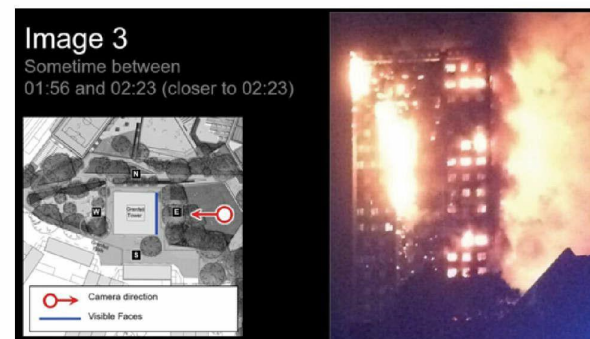 Image 3
Sometime between
01:56 and 02:23 (closer to 02:23)
N
W
Grenfell
Tower
E
S
Camera direction
Visible Faces